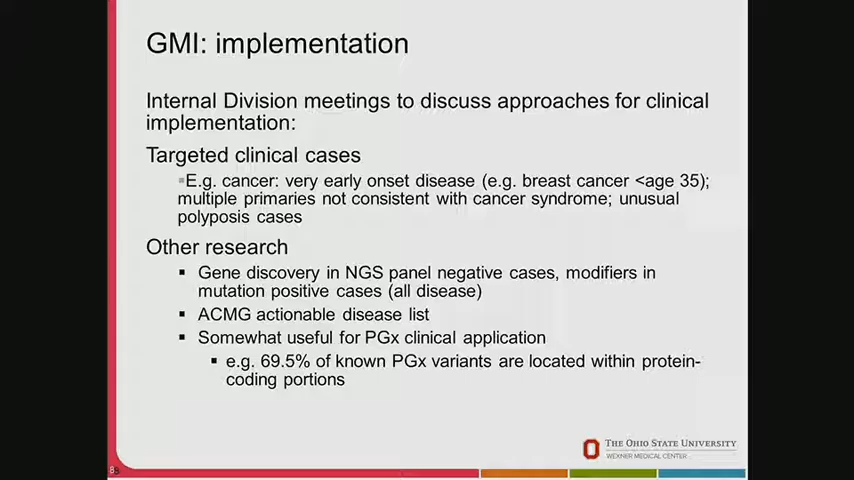 GMI: implementation
Internal Division meetings to discuss approaches for clinical
implementation:
Targeted clinical cases
▪E.g. cancer: very early onset disease (e.g. breast cancer <age 35);
multiple primaries not consistent with cancer syndrome; unusual
polyposis cases
Other research
▪ Gene discovery in NGS panel negative cases, modifiers in
mutation positive cases (all disease)
▪ ACMG actionable disease list
▪ Somewhat useful for PGx clinical application
▪ e.g. 69.5% of known PGx variants are located within protein-
coding portions
THE OHIO STATE UNIVERSITY
WEXNER MEDICAL CENTER